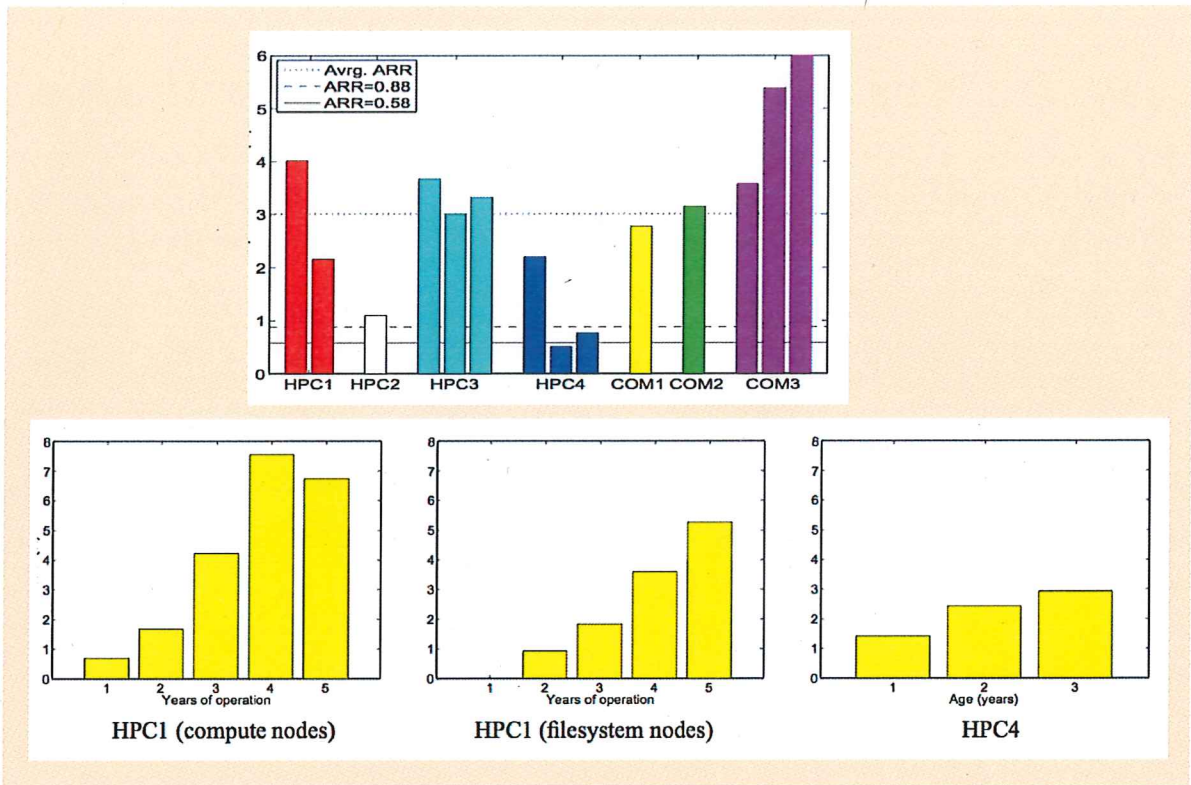 6
Avrg. ARR
ARR=0.88
ARR=0.58
5
4
3
2
1
0
HPC1 HPC2 HPC3 HPC4 COM1 COM2 COM3
8
7
6
5
4
3
2
1
0
1 2 3 4 5
Years of operation
HPC1 (compute nodes)
8
7
6
5
4
3
2
1
0
1 2 3 4 5
Years of operation
HPC1 (filesystem nodes)
8
7
6
5
4
3
2
1
0
1 2 3
Age (years)
HPC4